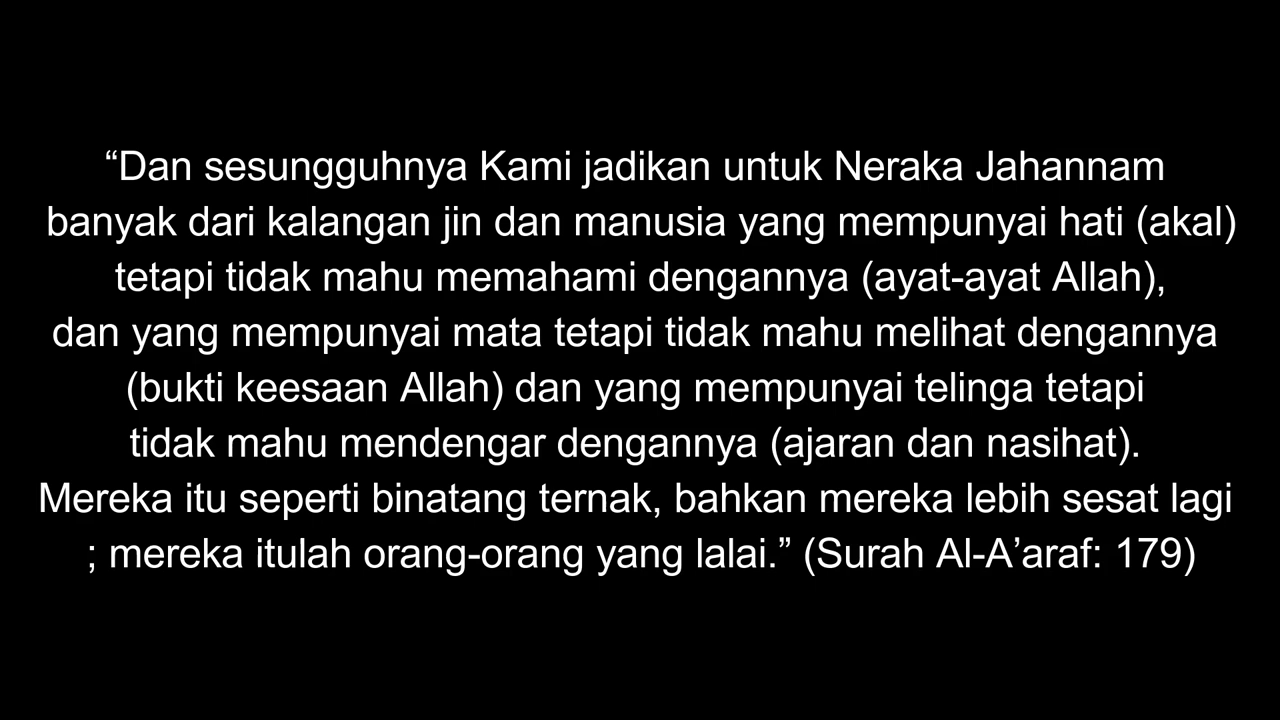 “Dan sesungguhnya Kami jadikan untuk Neraka Jahannam
banyak dari kalangan jin dan manusia yang mempunyai hati (akal)
tetapi tidak mahu memahami dengannya (ayat-ayat Allah),
dan yang mempunyai mata tetapi tidak mahu melihat dengannya
(bukti keesaan Allah) dan yang mempunyai telinga tetapi
tidak mahu mendengar dengannya (ajaran dan nasihat).
Mereka itu seperti binatang ternak, bahkan mereka lebih sesat lagi
; mereka itulah orang-orang yang lalai.” (Surah Al-A’araf: 179)